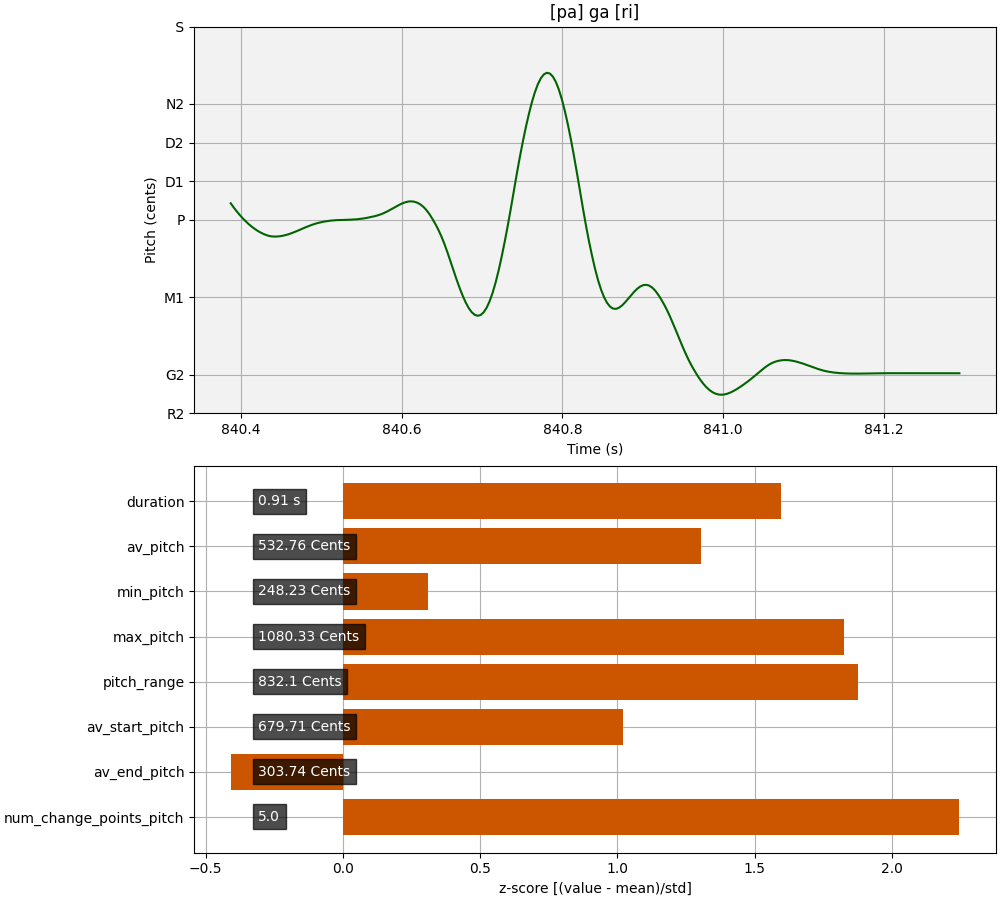 [pa] ga [ri]
S
N2
D2
D1
P
M1
G2
R2
Pitch (cents)
840.4 840.6 840.8 841.0 841.2
Time (s)
duration 0.91 s
av_pitch 532.76 Cents
min_pitch 248.23 Cents
max_pitch 1080.33 Cents
pitch_range 832.1 Cents
av_start_pitch 679.71 Cents
av_end_pitch 303.74 Cents
num_change_points_pitch 5.0
−0.5 0.0 0.5 1.0 1.5 2.0
z-score [(value - mean)/std]